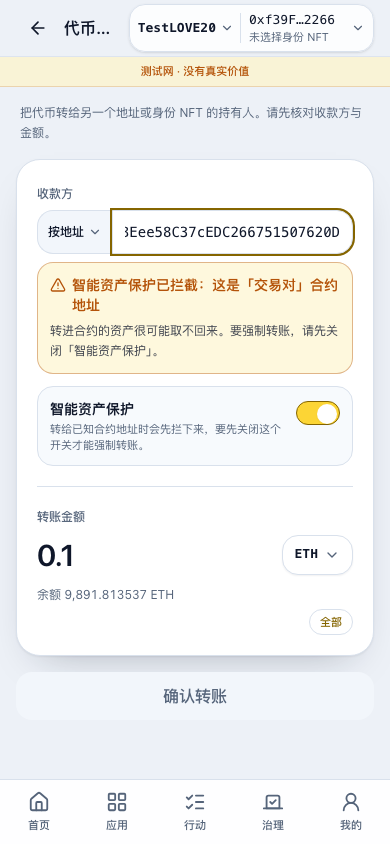 代币...
TestLOVE20
0xf39F…2266
未选择身份 NFT
测试网 · 没有真实价值
把代币转给另一个地址或身份 NFT 的持有人。请先核对收款方与
金额。
收款方
按地址
3Eee58C37cEDC266751507620D
智能资产保护已拦截：这是「交易对」合约
地址
转进合约的资产很可能取不回来。要强制转账，请先关
闭「智能资产保护」。
智能资产保护
转给已知合约地址时会先拦下来，要先关闭这个
开关才能强制转账。
转账金额
0.1
ETH
余额 9,891.813537 ETH
全部
确认转账
首页
应用
行动
治理
我的